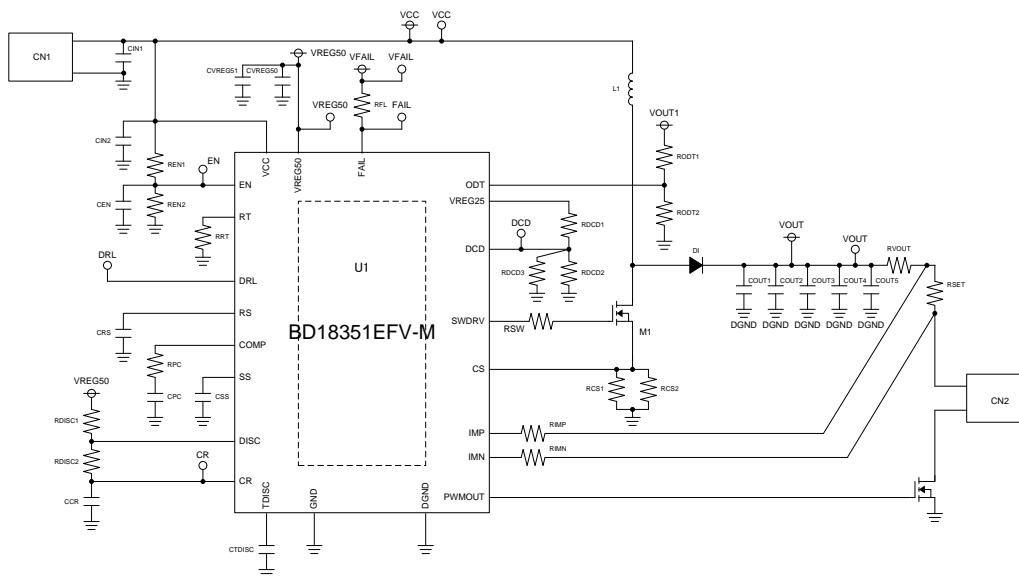 VCC
VCC
CN1
CIN1
VREG50
VFAIL
VFAIL
CVREG51
CVREG50
L1
VREG50
RFL
FAIL
VOUT1
CIN2
REN1
EN
RODT1
VCC
VREG50
FAIL
EN
ODT
CEN
REN2
VREG25
RT
RODT2
RRT
DCD
RDCD1
VOUT
VOUT
DCD
DI
RVOUT
DRL
U1
RDCD3
RDCD2
COUT1
COUT2
COUT3
COUT4
COUT5
RSET
DRL
DGND
DGND
DGND
DGND
DGND
RS
BD18351EFV-M
SWDRV
RSW
M1
CRS
COMP
RPC
CS
VREG50
SS
RCS1
RCS2
CPC
CSS
CN2
RDISC1
DISC
IMP
RIMP
RDISC2
CR
IMN
RIMN
CR
PWMOUT
CCR
TDISC
GND
DGND
CTDISC